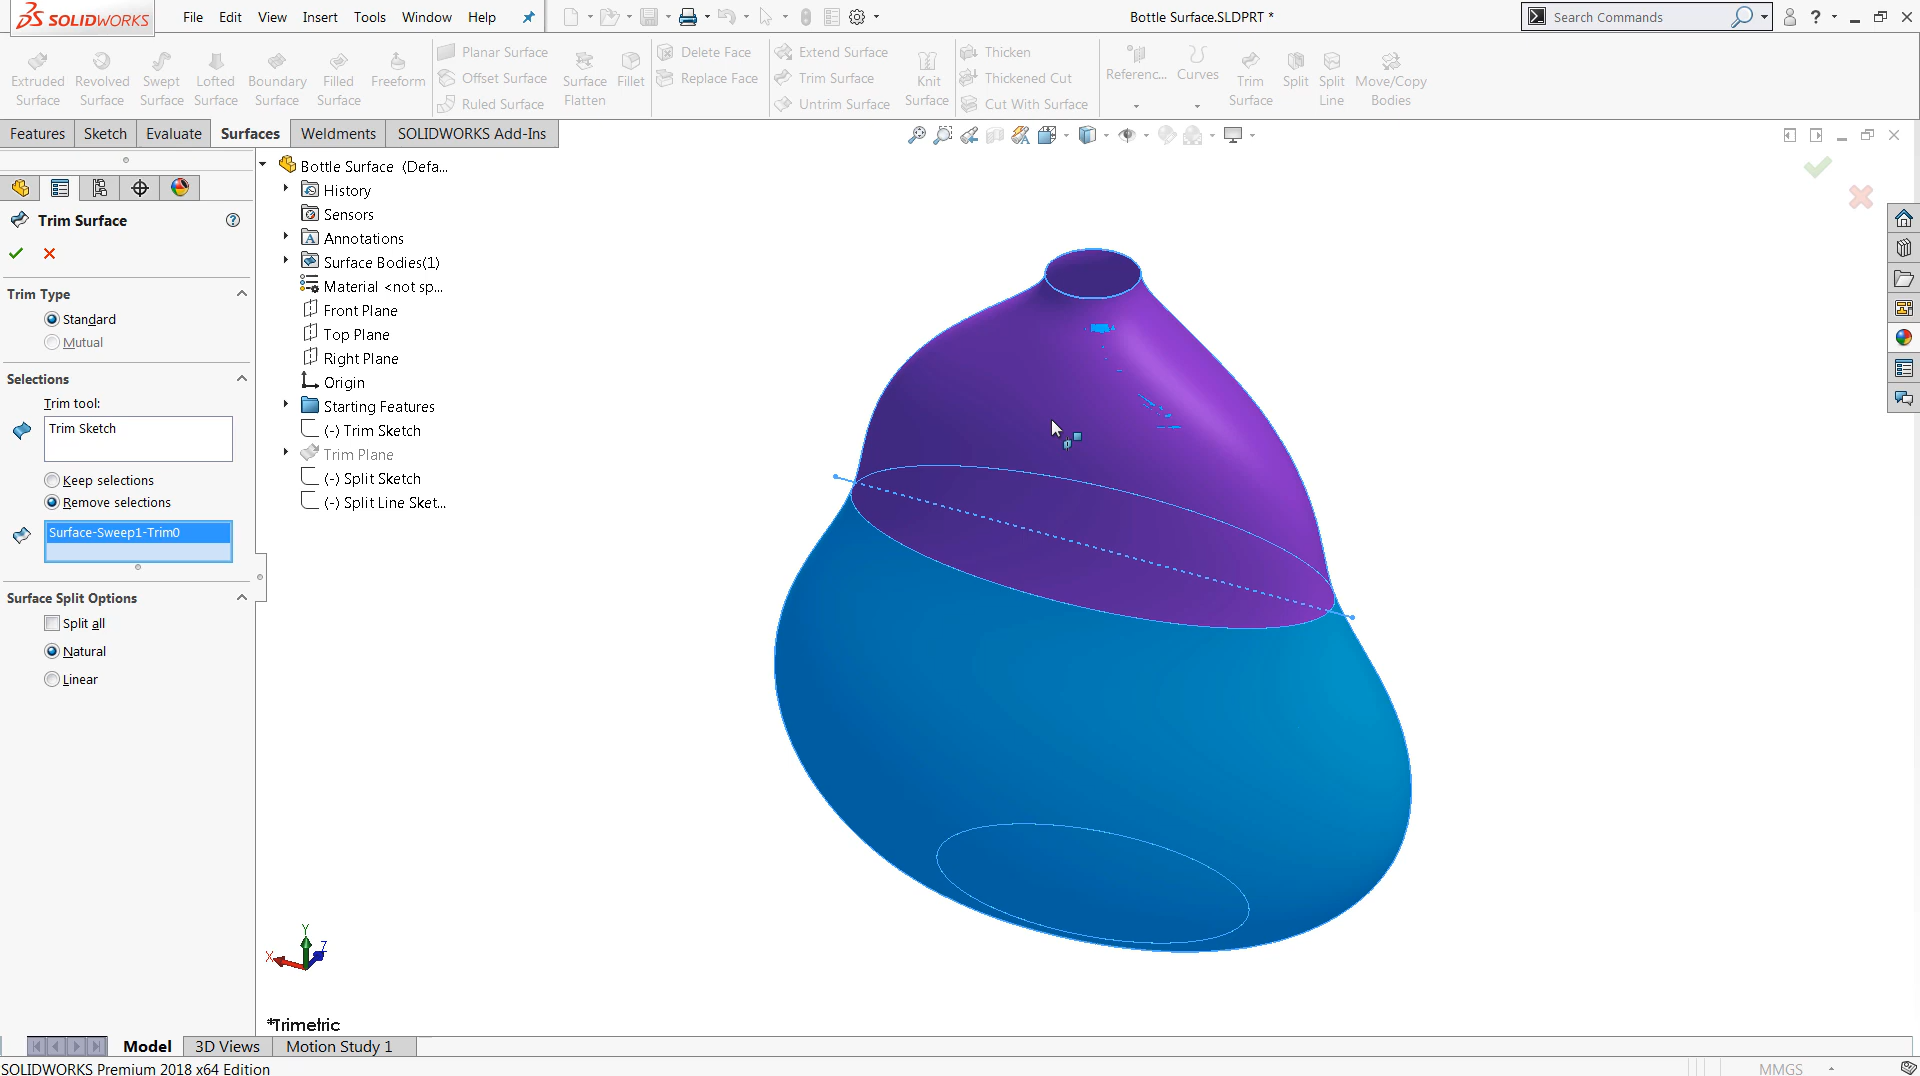 SOLIDWORKS File Edit View Insert Tools Window Help Bottle Surface.SLDPRT * Search Commands ?
Extruded Surface
Revolved Surface
Swept Surface
Lofted Surface
Boundary Surface
Filled Surface
Freeform
Planar Surface
Offset Surface
Ruled Surface
Surface Flatten
Fillet
Delete Face
Replace Face
Extend Surface
Trim Surface
Untrim Surface
Knit Surface
Thicken
Thickened Cut
Cut With Surface
Referenc...
Curves
Trim Surface
Split
Split Line
Move/Copy Bodies
Features Sketch Evaluate Surfaces Weldments SOLIDWORKS Add-Ins
Trim Surface ?
Trim Type
Standard
Mutual
Selections
Trim tool:
Trim Sketch
Keep selections
Remove selections
Surface-Sweep1-Trim0
Surface Split Options
Split all
Natural
Linear
Bottle Surface (Defa...
History
Sensors
Annotations
Surface Bodies(1)
Material <not sp...
Front Plane
Top Plane
Right Plane
Origin
Starting Features
(-) Trim Sketch
Trim Plane
(-) Split Sketch
(-) Split Line Sket...
Y
Z
X
*Trimetric
Model 3D Views Motion Study 1
SOLIDWORKS Premium 2018 x64 Edition MMGS